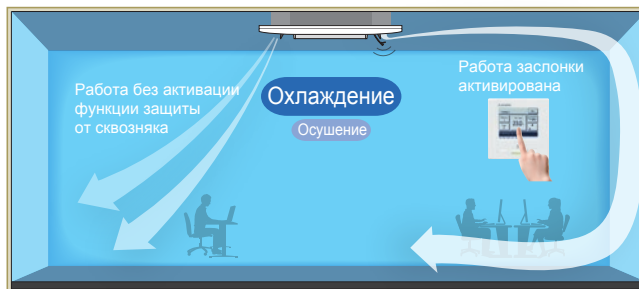 Работа без активации
функции защиты
от сквозняка
Охлаждение
Осушение
Работа заслонки
активирована